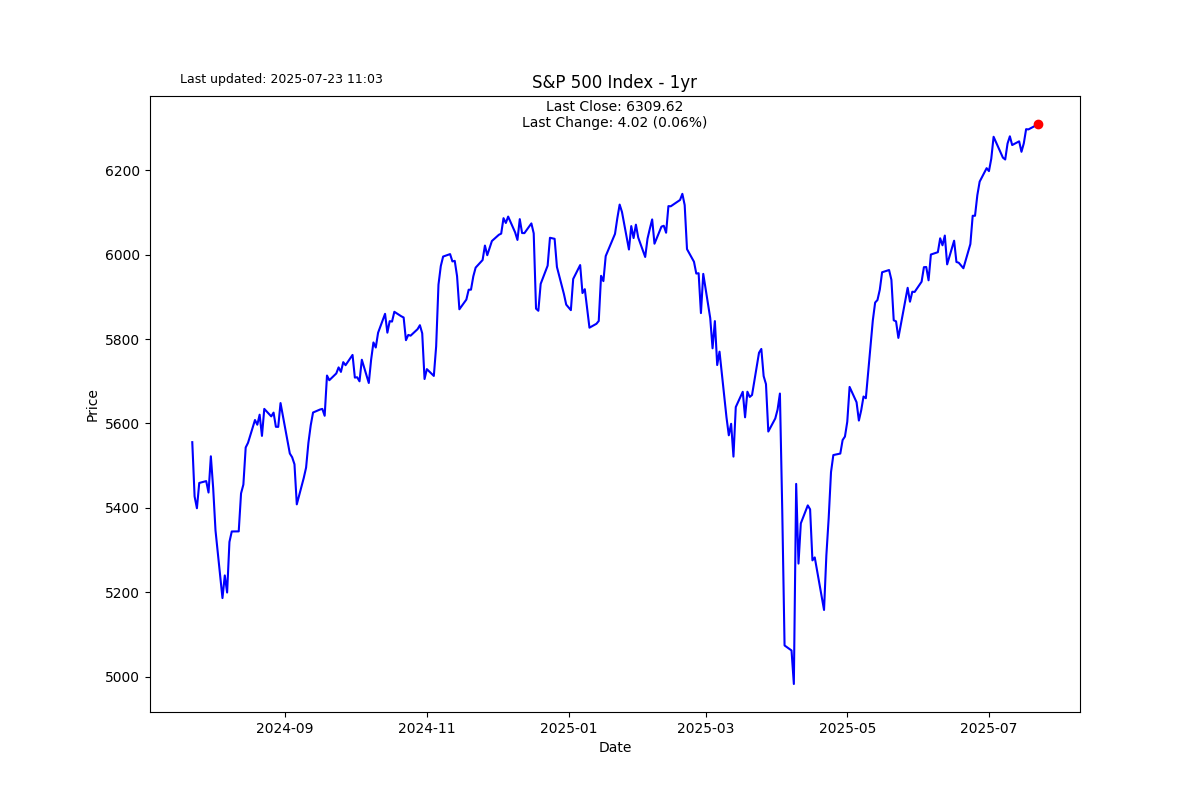 Last updated: 2025-07-23 11:03
S&P 500 Index - 1yr
Last Close: 6309.62
Last Change: 4.02 (0.06%)
Price
6200
6000
5800
5600
5400
5200
5000
2024-09
2024-11
2025-01
2025-03
2025-05
2025-07
Date